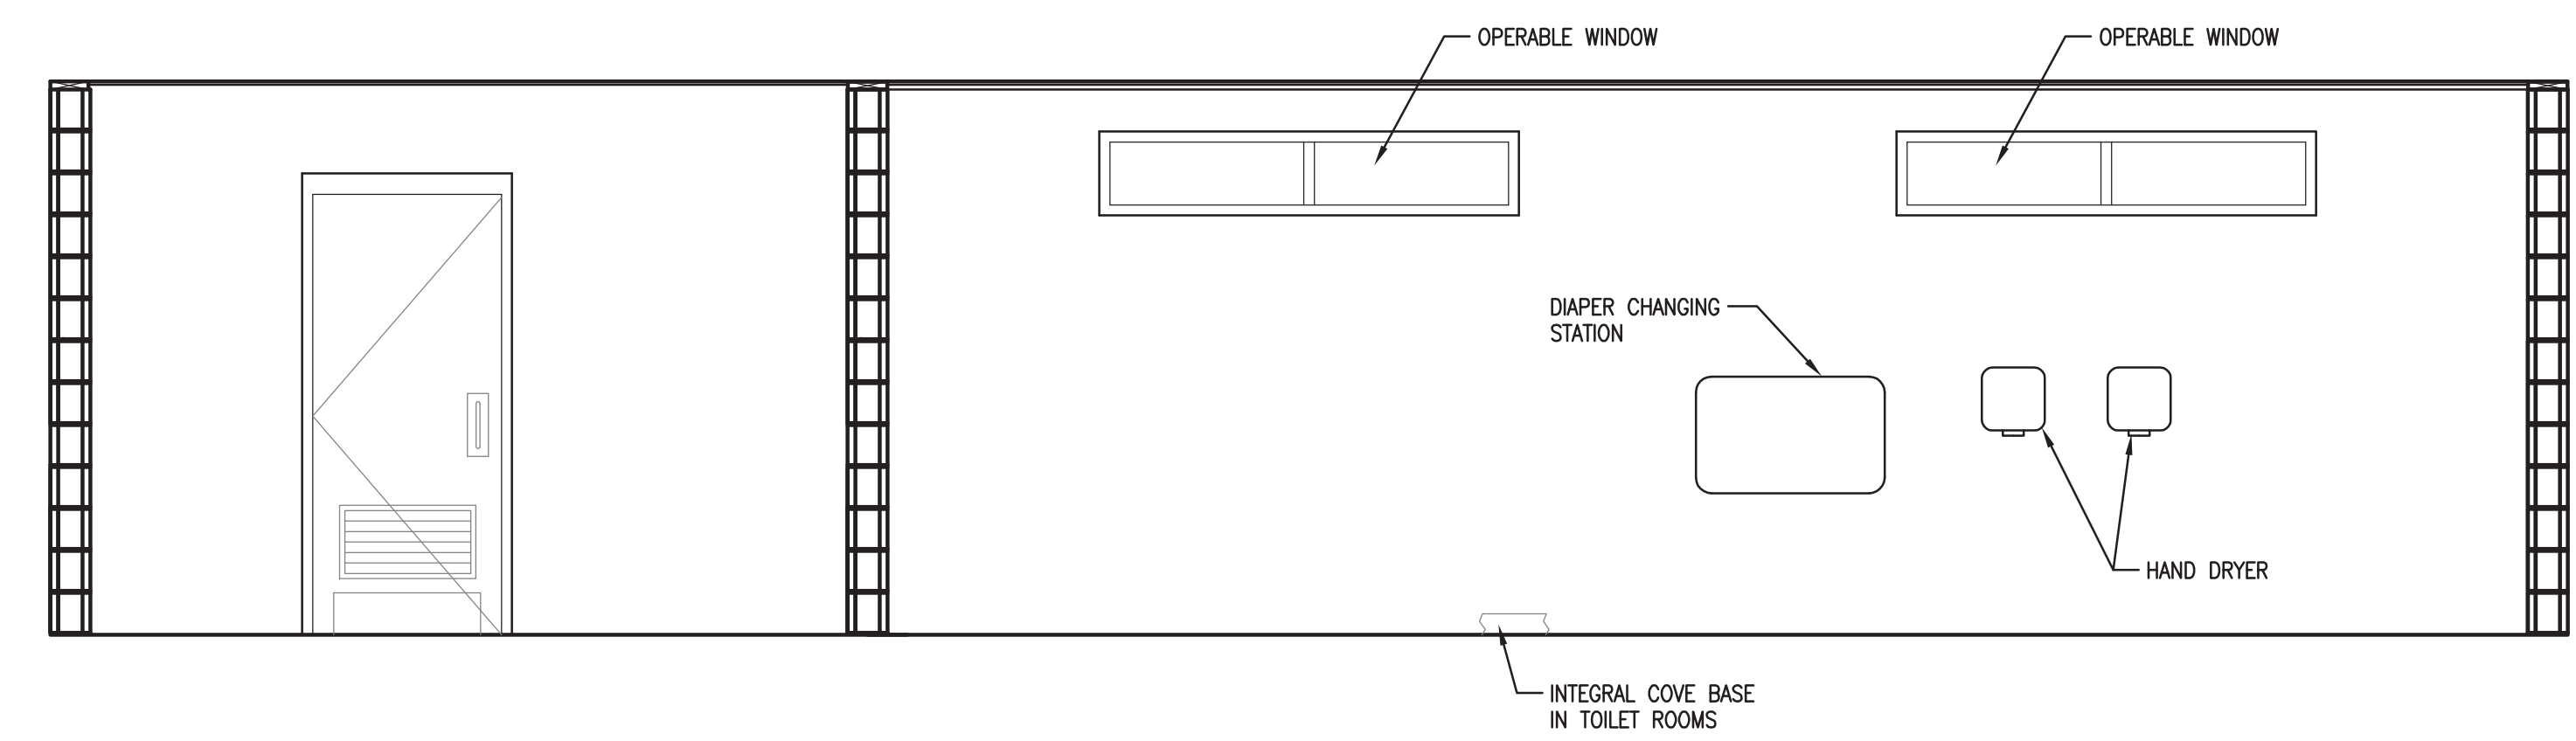 OPERABLE WINDOW
OPERABLE WINDOW
DIAPER CHANGING
STATION
HAND DRYER
INTEGRAL COVE BASE
IN TOILET ROOMS